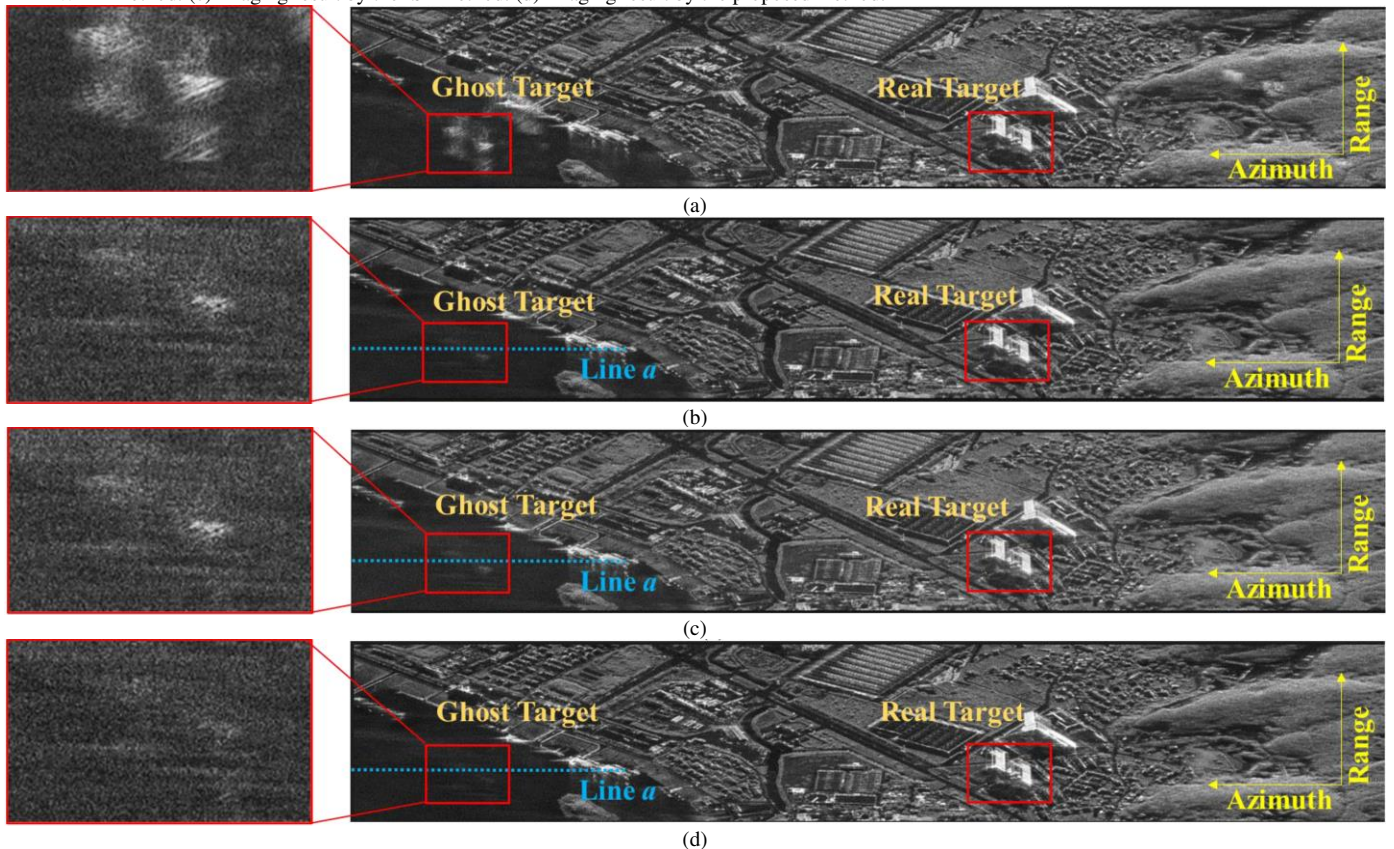 Ghost Target
Real Target
Range
Azimuth
(a)
Ghost Target
Real Target
Line a
Range
Azimuth
(b)
Ghost Target
Real Target
Line a
Range
Azimuth
(c)
Ghost Target
Real Target
Line a
Range
Azimuth
(d)